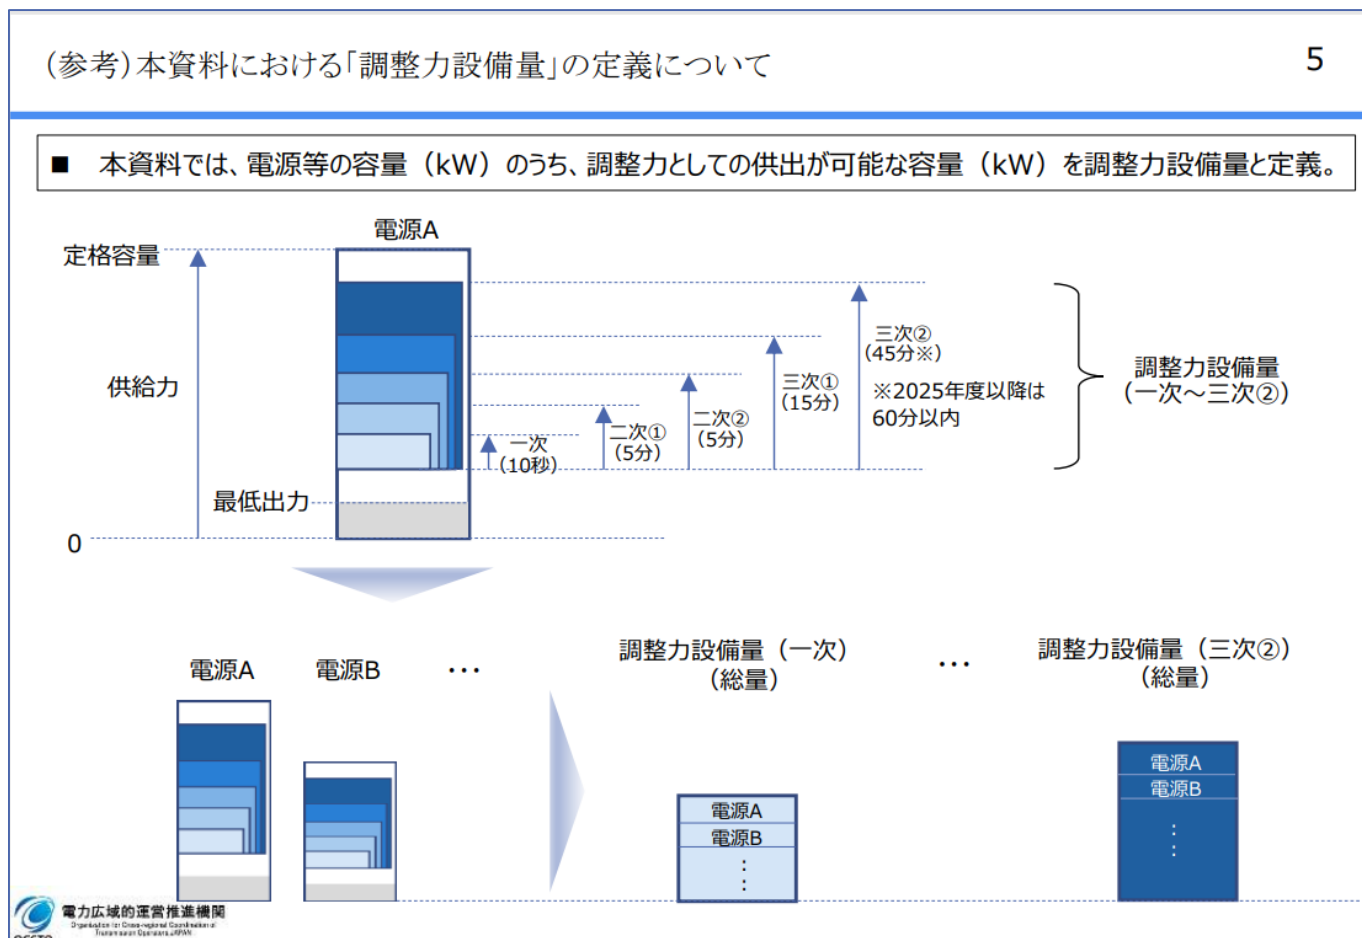 (参考)本資料における「調整力設備量」の定義について
5
■ 本資料では、電源等の容量（kW）のうち、調整力としての供出が可能な容量（kW）を調整力設備量と定義。
電源A
定格容量
供給力
最低出力
0
一次
（10秒）
二次①
（5分）
二次②
（5分）
三次①
（15分）
三次②
（45分※）
※2025年度以降は
60分以内
調整力設備量
（一次～三次②）
電源A
電源B
…
調整力設備量（一次）
（総量）
…
調整力設備量（三次②）
（総量）
電源A
電源B
：
：
電源A
電源B
：
：
電力広域的運営推進機関
Organization for Cross-regional Coordination of
Transmission Operators, JAPAN